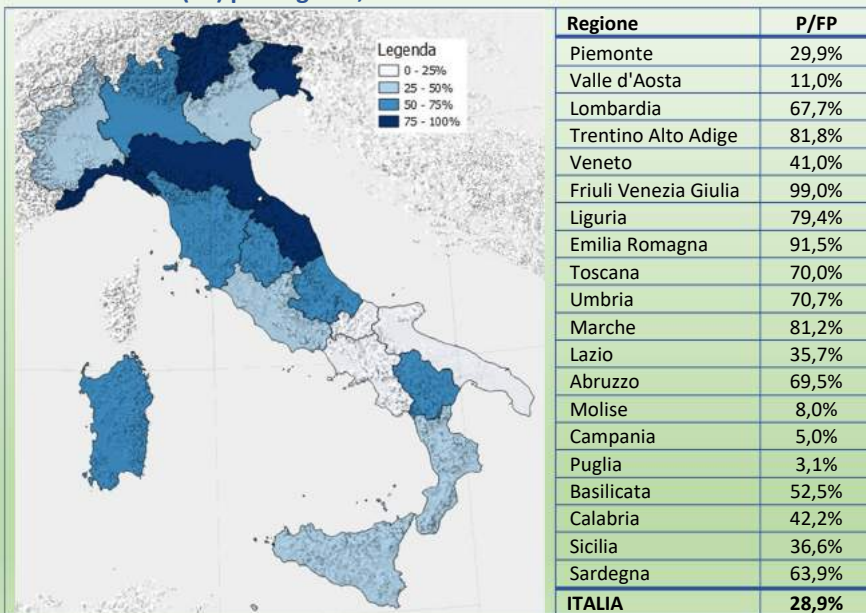 Legenda
0 - 25%
25 - 50%
50 - 75%
75 - 100%
Regione P/FP
Piemonte 29,9%
Valle d'Aosta 11,0%
Lombardia 67,7%
Trentino Alto Adige 81,8%
Veneto 41,0%
Friuli Venezia Giulia 99,0%
Liguria 79,4%
Emilia Romagna 91,5%
Toscana 70,0%
Umbria 70,7%
Marche 81,2%
Lazio 35,7%
Abruzzo 69,5%
Molise 8,0%
Campania 5,0%
Puglia 3,1%
Basilicata 52,5%
Calabria 42,2%
Sicilia 36,6%
Sardegna 63,9%
ITALIA 28,9%